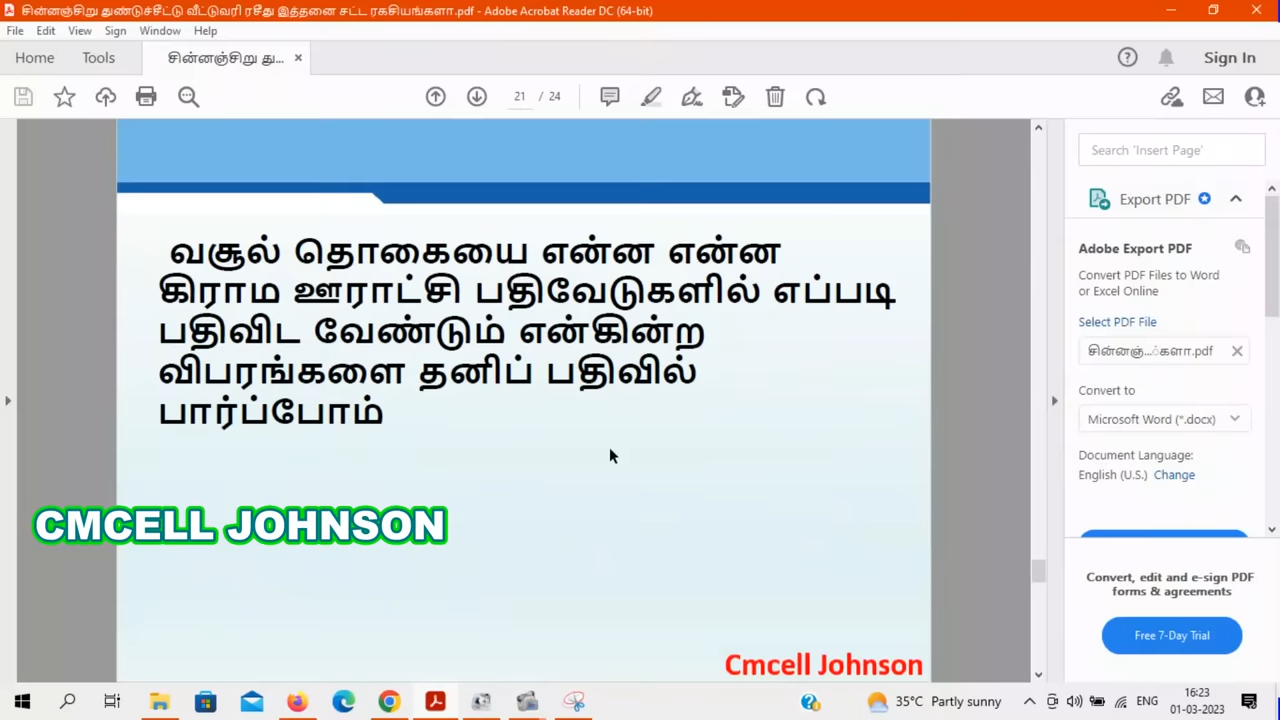 சின்னஞ்சிறு துண்டுச்சீட்டு வீட்டுவரி ரசீது இத்தனை சட்ட ரகசியங்களா.pdf - Adobe Acrobat Reader DC (64-bit)
File Edit View Sign Window Help
Home Tools சின்னஞ்சிறு து... × Sign In
21 / 24
Search 'Insert Page'
Export PDF
Adobe Export PDF
Convert PDF Files to Word
or Excel Online
Select PDF File
சின்னஞ்...்களா.pdf
Convert to
Microsoft Word (*.docx)
Document Language:
English (U.S.) Change
Convert, edit and e-sign PDF
forms & agreements
Free 7-Day Trial
வசூல் தொகையை என்ன என்ன
கிராம ஊராட்சி பதிவேடுகளில் எப்படி
பதிவிட வேண்டும் என்கின்ற
விபரங்களை தனிப் பதிவில்
பார்ப்போம்
CMCELL JOHNSON
Cmcell Johnson
35°C Partly sunny ENG 16:23
01-03-2023